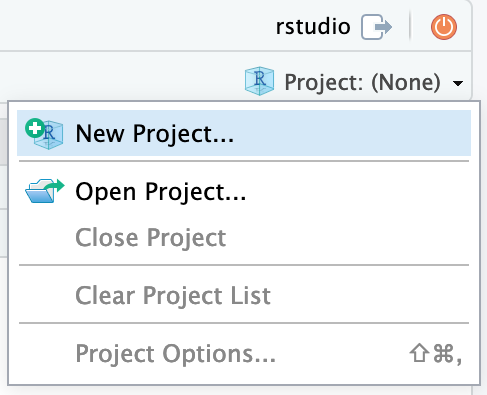 rstudio
R Project: (None)
R New Project...
Open Project...
Close Project
Clear Project List
Project Options... ⇧⌘,